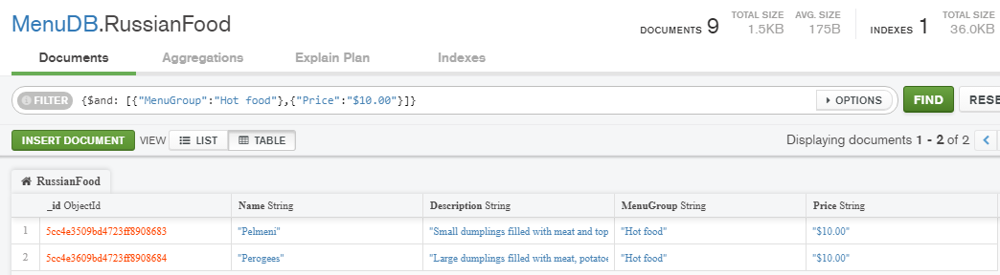 MenuDB.RussianFood
DOCUMENTS 9 TOTAL SIZE 1.5KB AVG. SIZE 175B INDEXES 1 TOTAL SIZE 36.0KB
Documents Aggregations Explain Plan Indexes
FILTER {$and: [{"MenuGroup":"Hot food"},{"Price":"$10.00"}]} OPTIONS FIND RESE
INSERT DOCUMENT VIEW LIST TABLE Displaying documents 1 - 2 of 2
RussianFood
_id ObjectId Name String Description String MenuGroup String Price String
1 5cc4e3509bd4723ff8908683 "Pelmeni" "Small dumplings filled with meat and top "Hot food" "$10.00"
2 5cc4e3609bd4723ff8908684 "Perogees" "Large dumplings filled with meat, potatoe "Hot food" "$10.00"